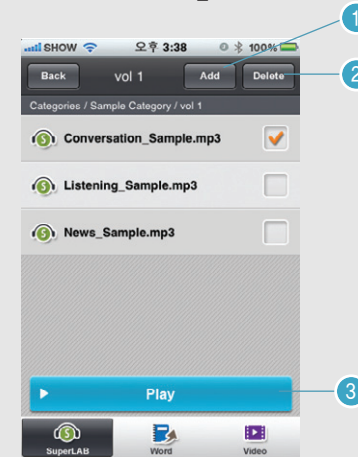 1
SHOW 오후 3:38 100%
Back vol 1 Add Delete
2
Categories / Sample Category / vol 1
S Conversation_Sample.mp3
S Listening_Sample.mp3
S News_Sample.mp3
Play
3
S
SuperLAB Word Video